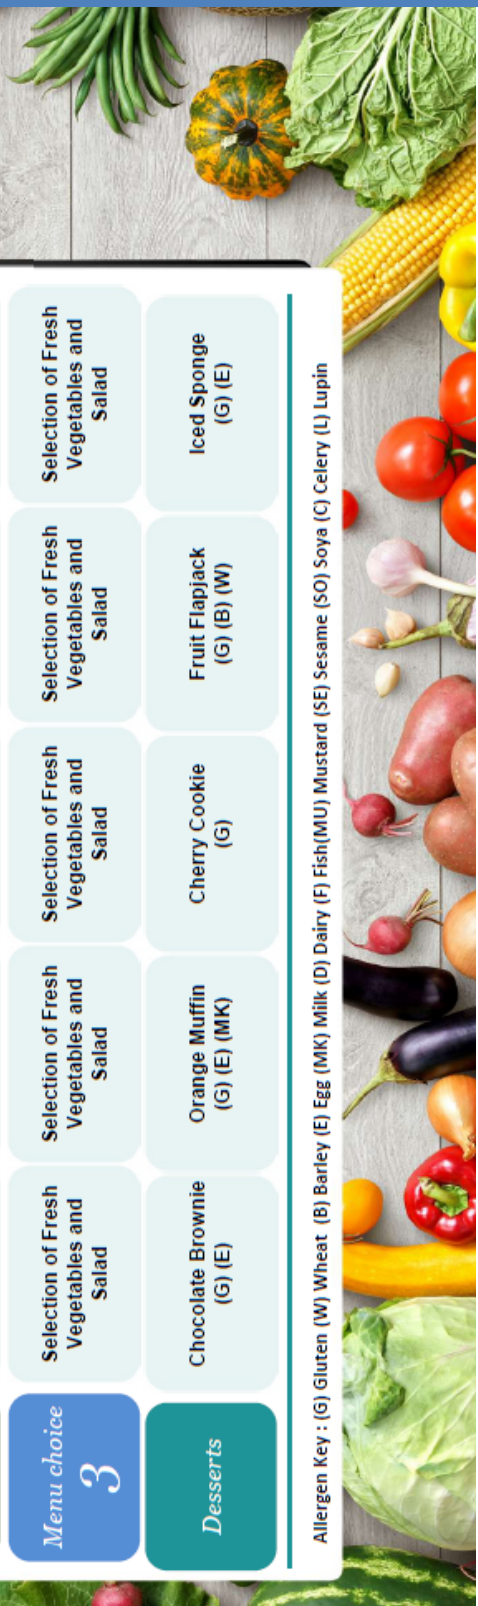 Menu choice
3
Selection of Fresh
Vegetables and
Salad
Selection of Fresh
Vegetables and
Salad
Selection of Fresh
Vegetables and
Salad
Selection of Fresh
Vegetables and
Salad
Selection of Fresh
Vegetables and
Salad
Desserts
Chocolate Brownie
(G) (E)
Orange Muffin
(G) (E) (MK)
Cherry Cookie
(G)
Fruit Flapjack
(G) (B) (W)
Iced Sponge
(G) (E)
Allergen Key : (G) Gluten (W) Wheat (B) Barley (E) Egg (MK) Milk (D) Dairy (F) Fish(MU) Mustard (SE) Sesame (SO) Soya (C) Celery (L) Lupin